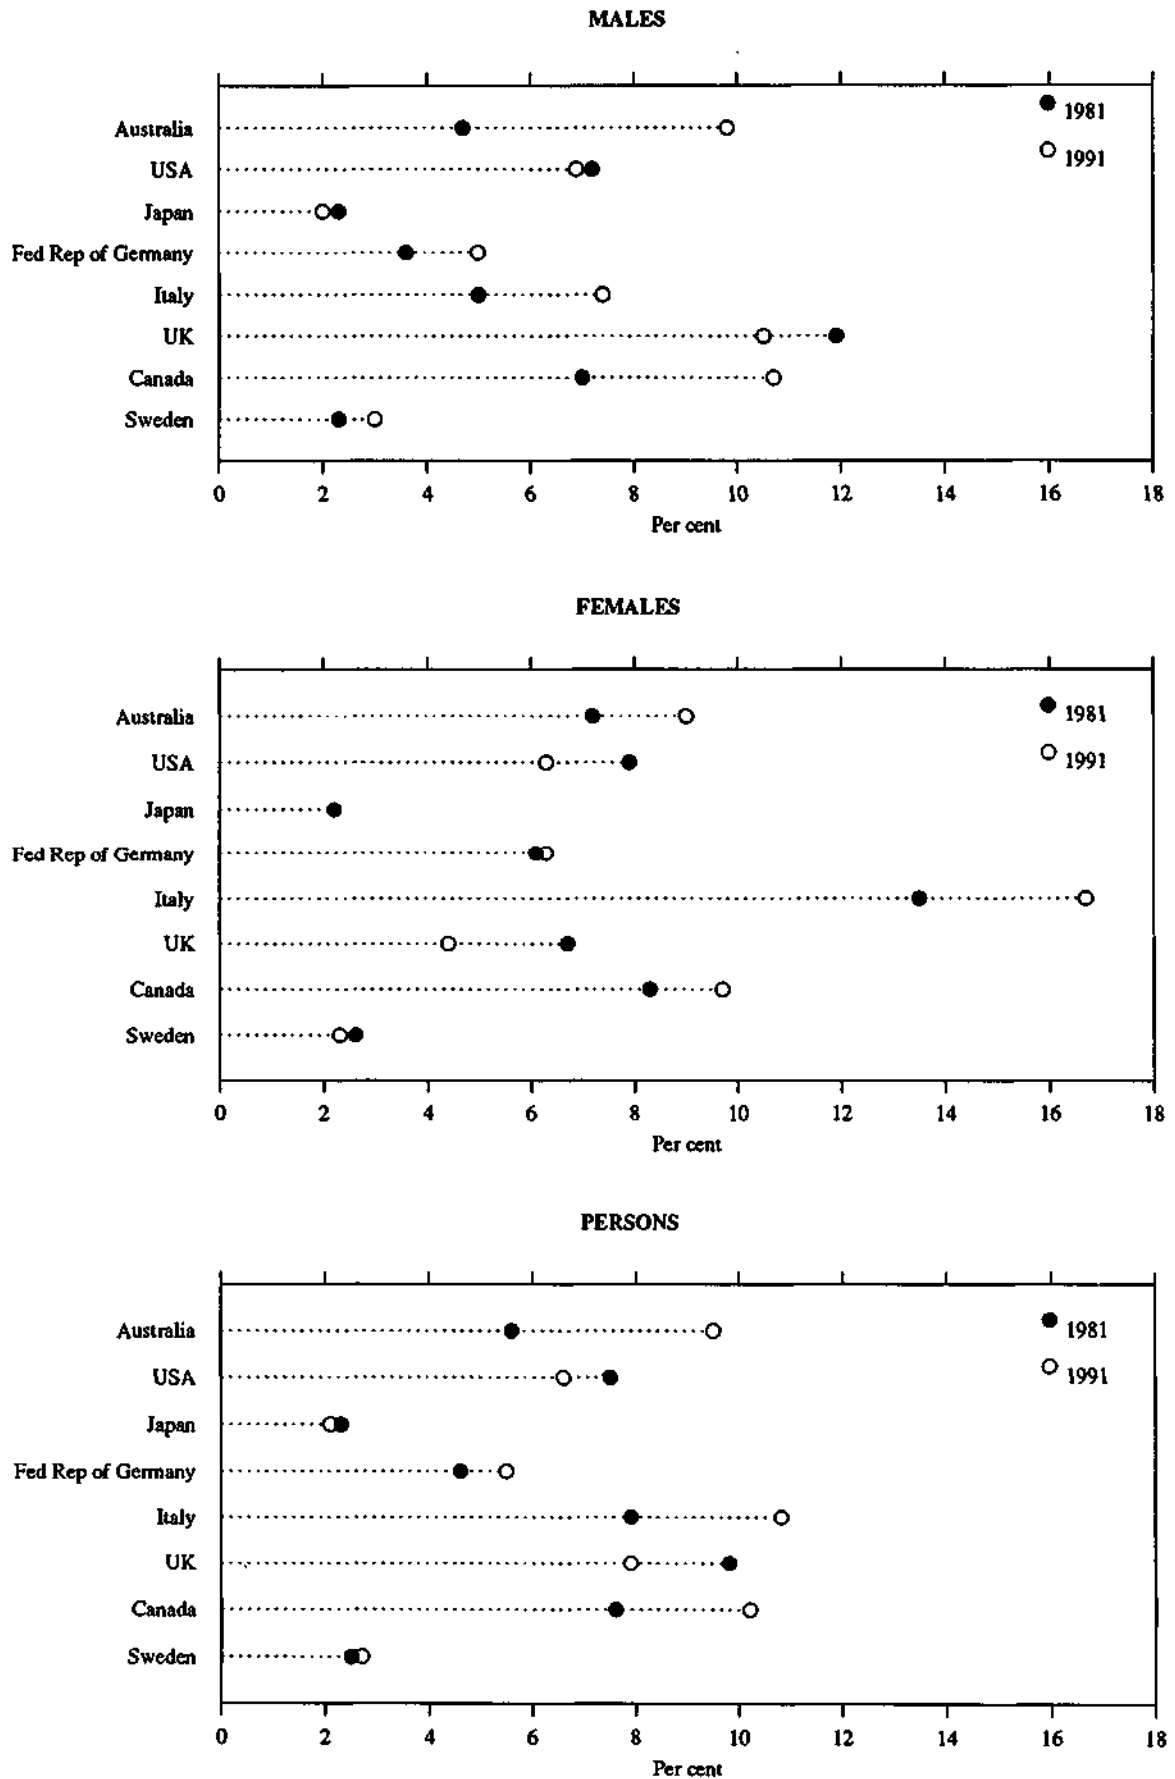 MALES
1981
1991
Australia
USA
Japan
Fed Rep of Germany
Italy
UK
Canada
Sweden
0 2 4 6 8 10 12 14 16 18
Per cent
FEMALES
1981
1991
Australia
USA
Japan
Fed Rep of Germany
Italy
UK
Canada
Sweden
0 2 4 6 8 10 12 14 16 18
Per cent
PERSONS
1981
1991
Australia
USA
Japan
Fed Rep of Germany
Italy
UK
Canada
Sweden
0 2 4 6 8 10 12 14 16 18
Per cent